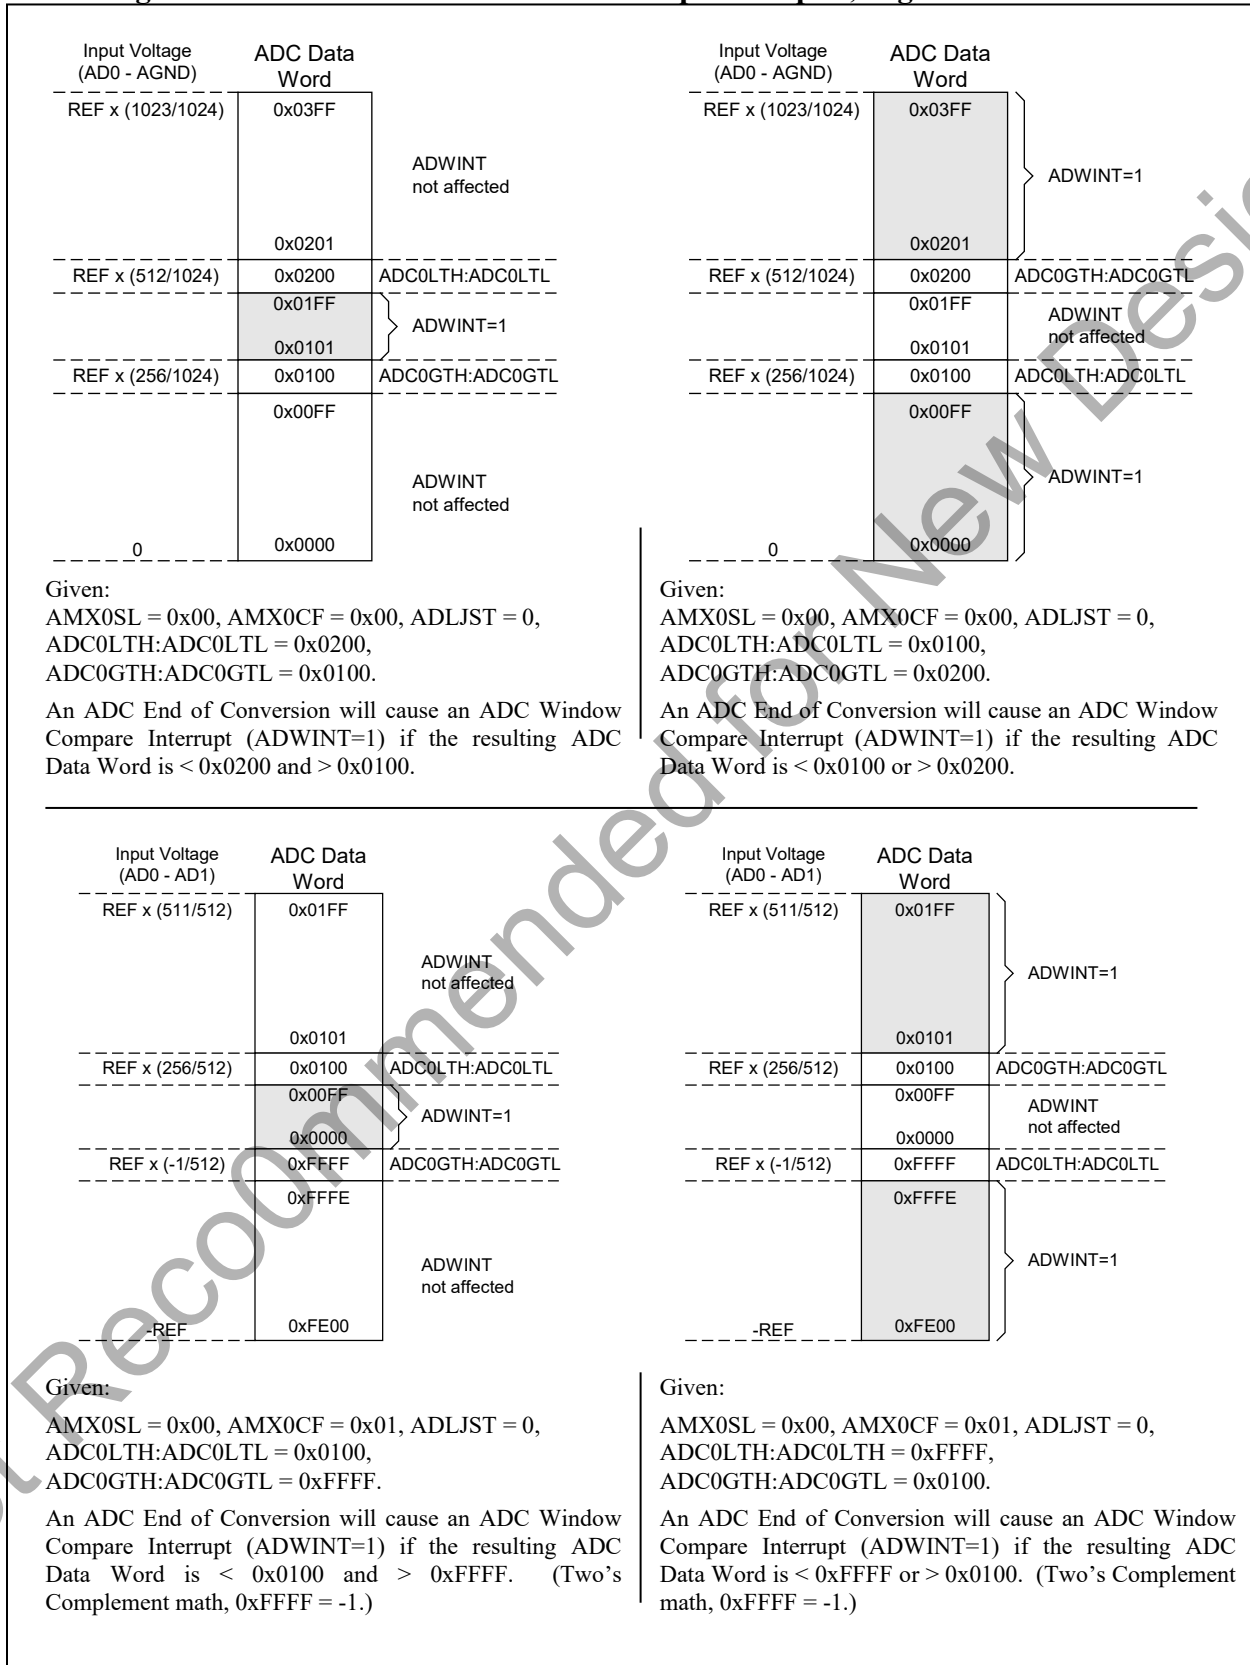 Input Voltage
(AD0 - AGND)
ADC Data
Word
REF x (1023/1024)
0x03FF
ADWINT
not affected
0x0201
REF x (512/1024)
0x0200
ADC0LTH:ADC0LTL
0x01FF
ADWINT=1
0x0101
REF x (256/1024)
0x0100
ADC0GTH:ADC0GTL
0x00FF
ADWINT
not affected
0
0x0000
Given:
AMX0SL = 0x00, AMX0CF = 0x00, ADLJST = 0,
ADC0LTH:ADC0LTL = 0x0200,
ADC0GTH:ADC0GTL = 0x0100.
An ADC End of Conversion will cause an ADC Window
Compare Interrupt (ADWINT=1) if the resulting ADC
Data Word is < 0x0200 and > 0x0100.
Input Voltage
(AD0 - AGND)
ADC Data
Word
REF x (1023/1024)
0x03FF
ADWINT=1
0x0201
REF x (512/1024)
0x0200
ADC0GTH:ADC0GTL
0x01FF
ADWINT
not affected
0x0101
REF x (256/1024)
0x0100
ADC0LTH:ADC0LTL
0x00FF
ADWINT=1
0
0x0000
Given:
AMX0SL = 0x00, AMX0CF = 0x00, ADLJST = 0,
ADC0LTH:ADC0LTL = 0x0100,
ADC0GTH:ADC0GTL = 0x0200.
An ADC End of Conversion will cause an ADC Window
Compare Interrupt (ADWINT=1) if the resulting ADC
Data Word is < 0x0100 or > 0x0200.
Input Voltage
(AD0 - AD1)
ADC Data
Word
REF x (511/512)
0x01FF
ADWINT
not affected
0x0101
REF x (256/512)
0x0100
ADC0LTH:ADC0LTL
0x00FF
ADWINT=1
0x0000
REF x (-1/512)
0xFFFF
ADC0GTH:ADC0GTL
0xFFFE
ADWINT
not affected
-REF
0xFE00
Given:
AMX0SL = 0x00, AMX0CF = 0x01, ADLJST = 0,
ADC0LTH:ADC0LTL = 0x0100,
ADC0GTH:ADC0GTL = 0xFFFF.
An ADC End of Conversion will cause an ADC Window
Compare Interrupt (ADWINT=1) if the resulting ADC
Data Word is < 0x0100 and > 0xFFFF. (Two's
Complement math, 0xFFFF = -1.)
Input Voltage
(AD0 - AD1)
ADC Data
Word
REF x (511/512)
0x01FF
ADWINT=1
0x0101
REF x (256/512)
0x0100
ADC0GTH:ADC0GTL
0x00FF
ADWINT
not affected
0x0000
REF x (-1/512)
0xFFFF
ADC0LTH:ADC0LTL
0xFFFE
ADWINT=1
-REF
0xFE00
Given:
AMX0SL = 0x00, AMX0CF = 0x01, ADLJST = 0,
ADC0LTH:ADC0LTH = 0xFFFF,
ADC0GTH:ADC0GTL = 0x0100.
An ADC End of Conversion will cause an ADC Window
Compare Interrupt (ADWINT=1) if the resulting ADC
Data Word is < 0xFFFF or > 0x0100. (Two's Complement
math, 0xFFFF = -1.)
Recommended for New